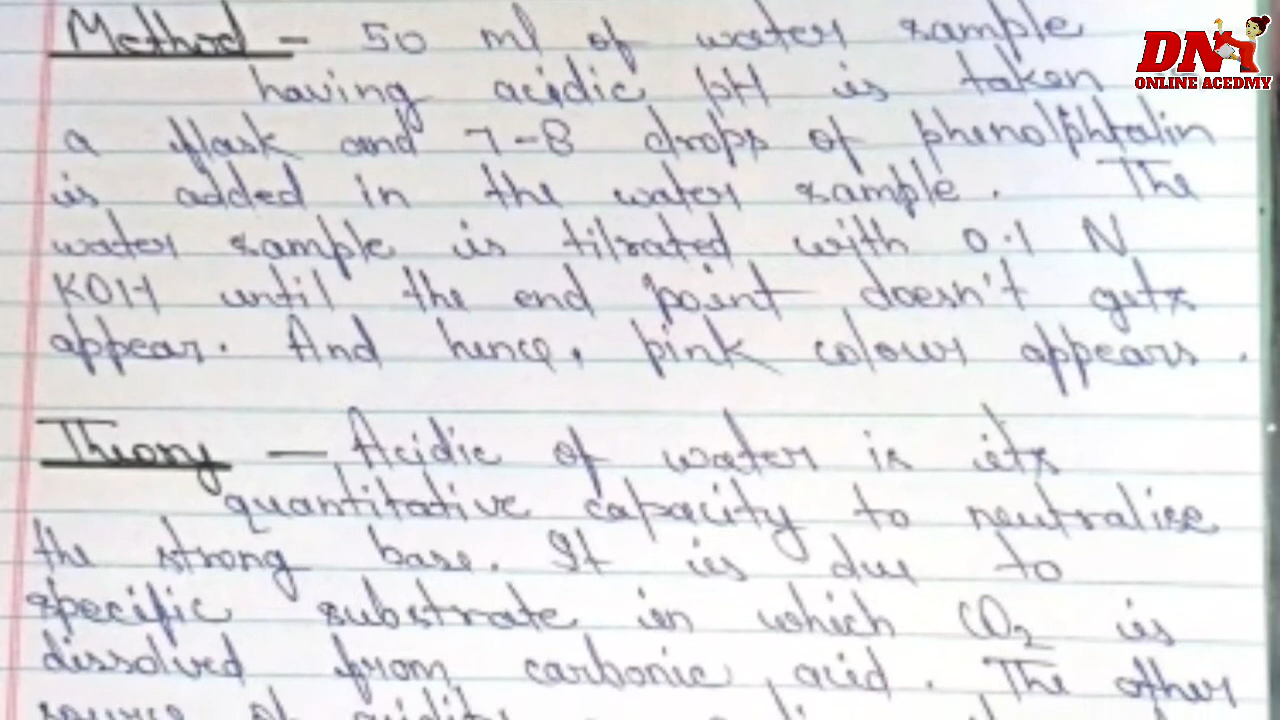 Method - 50 ml of water sample
having acidic pH is taken
a flask and 7-8 drops of phenolphtalin
is added in the water sample. The
water sample is titrated with 0.1 N
KOH until the end point doesn't gets
appear. And hence, pink colour appears.
Theory - Acidic of water is its
quantitative capacity to neutralise
the strong base. It is due to
specific substrate in which CO₂ is
dissolved from carbonic acid. The other
source of acidity
DNA
ONLINE ACEDMY